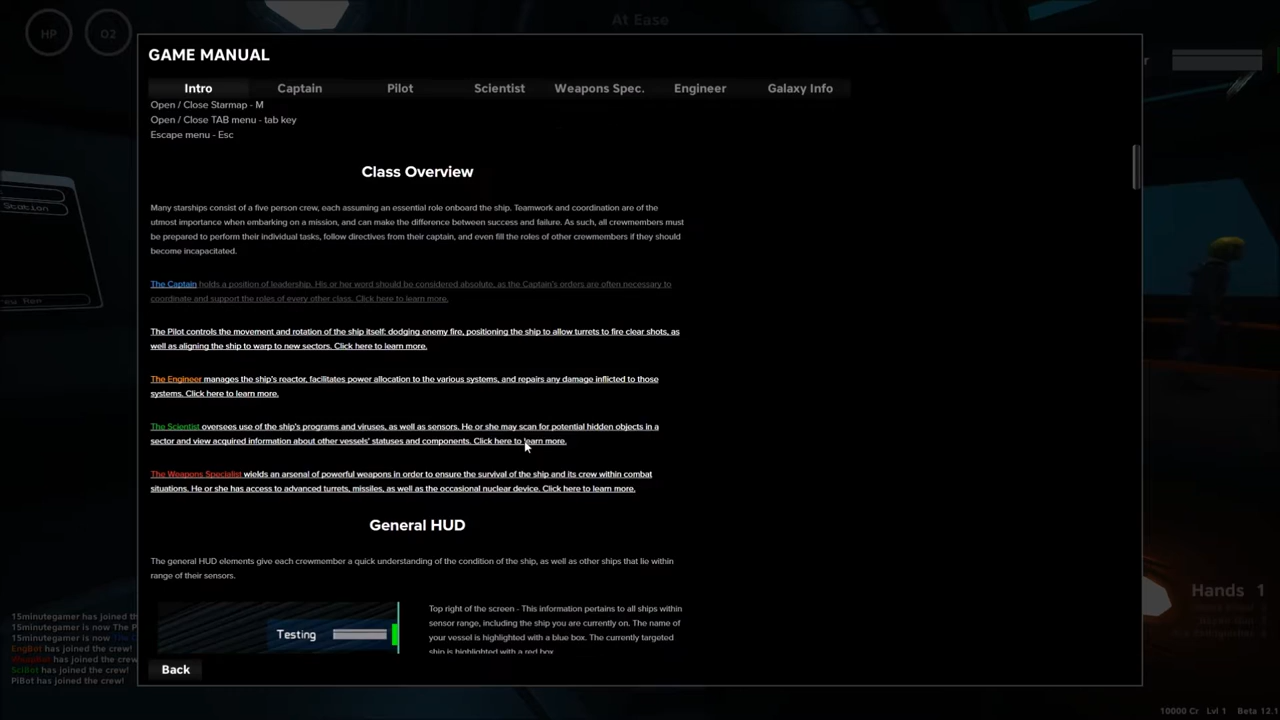 At Ease
HP
O2
GAME MANUAL
Intro
Captain
Pilot
Scientist
Weapons Spec.
Engineer
Galaxy Info
Open / Close Starmap - M
Open / Close TAB menu - tab key
Escape menu - Esc
Class Overview
Many starships consist of a five person crew, each assuming an essential role onboard the ship. Teamwork and coordination are of the
utmost importance when embarking on a mission, and can make the difference between success and failure. As such, all crewmembers must
be prepared to perform their individual tasks, follow directives from their captain, and even fill the roles of other crewmembers if they should
become incapacitated.
The Captain holds a position of leadership. His or her word should be considered absolute, as the Captain's orders are often necessary to
coordinate and support the roles of every other class. Click here to learn more.
The Pilot controls the movement and rotation of the ship itself: dodging enemy fire, positioning the ship to allow turrets to fire clear shots, as
well as aligning the ship to warp to new sectors. Click here to learn more.
The Engineer manages the ship's reactor, facilitates power allocation to the various systems, and repairs any damage inflicted to those
systems. Click here to learn more.
The Scientist oversees use of the ship's programs and viruses, as well as sensors. He or she may scan for potential hidden objects in a
sector and view acquired information about other vessels' statuses and components. Click here to learn more.
The Weapons Specialist wields an arsenal of powerful weapons in order to ensure the survival of the ship and its crew within combat
situations. He or she has access to advanced turrets, missiles, as well as the occasional nuclear device. Click here to learn more.
General HUD
The general HUD elements give each crewmember a quick understanding of the condition of the ship, as well as other ships that lie within
range of their sensors.
Testing
Top right of the screen - This information pertains to all ships within
sensor range, including the ship you are currently on. The name of
your vessel is highlighted with a blue box. The currently targeted
ship is highlighted with a red box.
Back
Station
15minutegamer has joined th
15minutegamer is now The P
15minutegamer is now The
EngBot has joined the crew!
has joined the crew
SciBot has joined the crew!
PiBot has joined the crew!
Hands 1
10000 Cr Lvl 1 Beta 12.1